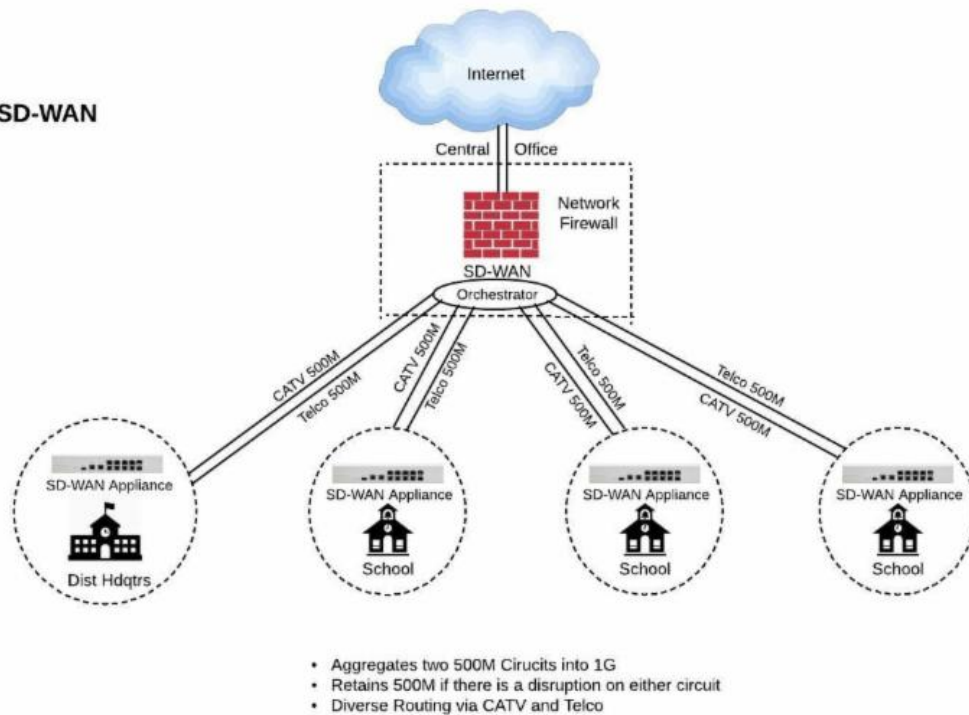 SD-WAN
Internet
Central Office
Network
Firewall
SD-WAN
Orchestrator
CATV 500M
Telco 500M
CATV 500M
Telco 500M
Telco 500M
CATV 500M
Telco 500M
CATV 500M
SD-WAN Appliance
Dist Hdqtrs
SD-WAN Appliance
School
SD-WAN Appliance
School
SD-WAN Appliance
School
• Aggregates two 500M Cirucits into 1G
• Retains 500M if there is a disruption on either circuit
• Diverse Routing via CATV and Telco